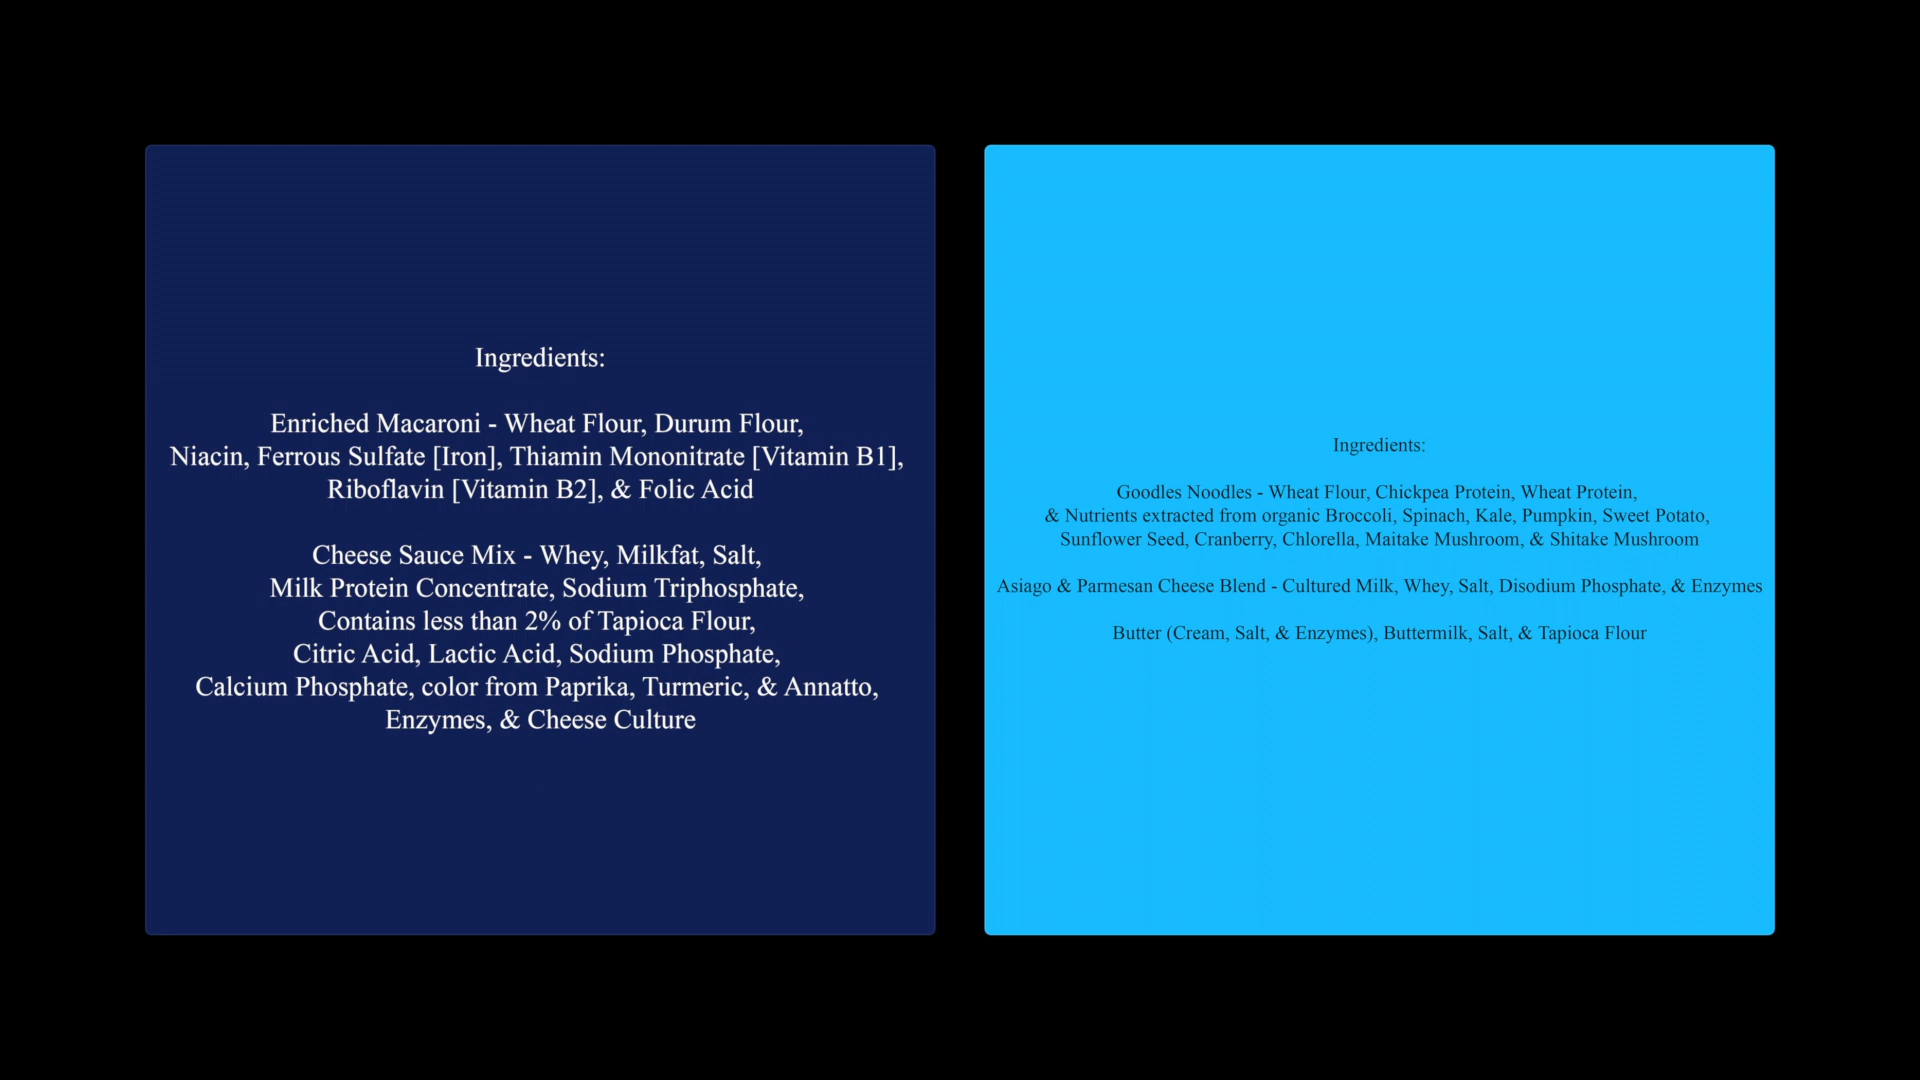 Ingredients:
Enriched Macaroni - Wheat Flour, Durum Flour,
Niacin, Ferrous Sulfate [Iron], Thiamin Mononitrate [Vitamin B1],
Riboflavin [Vitamin B2], & Folic Acid
Cheese Sauce Mix - Whey, Milkfat, Salt,
Milk Protein Concentrate, Sodium Triphosphate,
Contains less than 2% of Tapioca Flour,
Citric Acid, Lactic Acid, Sodium Phosphate,
Calcium Phosphate, color from Paprika, Turmeric, & Annatto,
Enzymes, & Cheese Culture
Ingredients:
Goodles Noodles - Wheat Flour, Chickpea Protein, Wheat Protein,
& Nutrients extracted from organic Broccoli, Spinach, Kale, Pumpkin, Sweet Potato,
Sunflower Seed, Cranberry, Chlorella, Maitake Mushroom, & Shitake Mushroom
Asiago & Parmesan Cheese Blend - Cultured Milk, Whey, Salt, Disodium Phosphate, & Enzymes
Butter (Cream, Salt, & Enzymes), Buttermilk, Salt, & Tapioca Flour